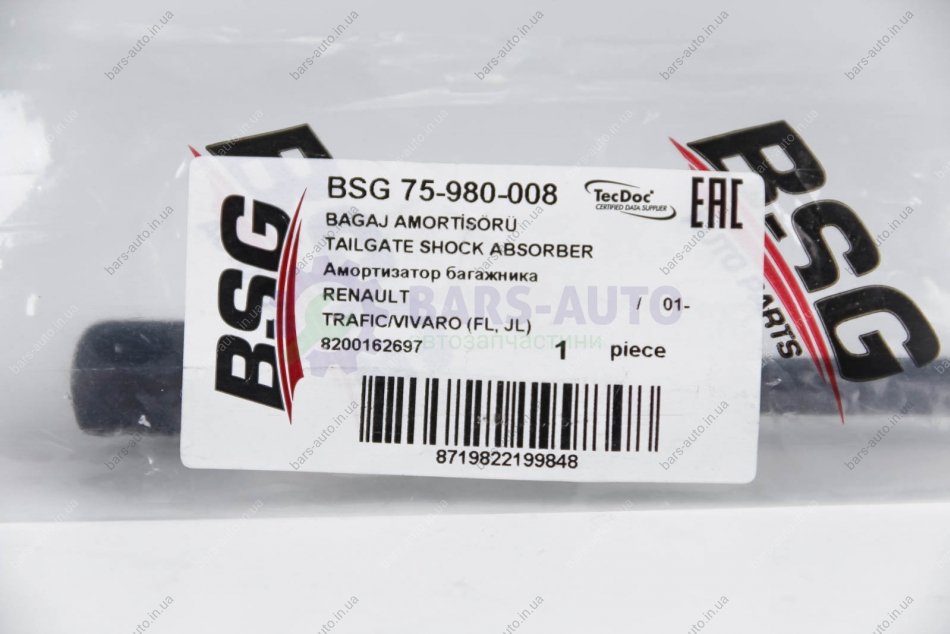 BSG 75-980-008
TecDoc
CERTIFIED DATA SUPPLIER
EAC
BAGAJ AMORTİSÖRÜ
TAILGATE SHOCK ABSORBER
Амортизатор багажника
RENAULT / 01-
TRAFIC/VIVARO (FL, JL)
8200162697 1 piece
8719822199848
BSG
BSG
PARTS
BARS-AUTO
автозапчастини
bars-auto.in.ua